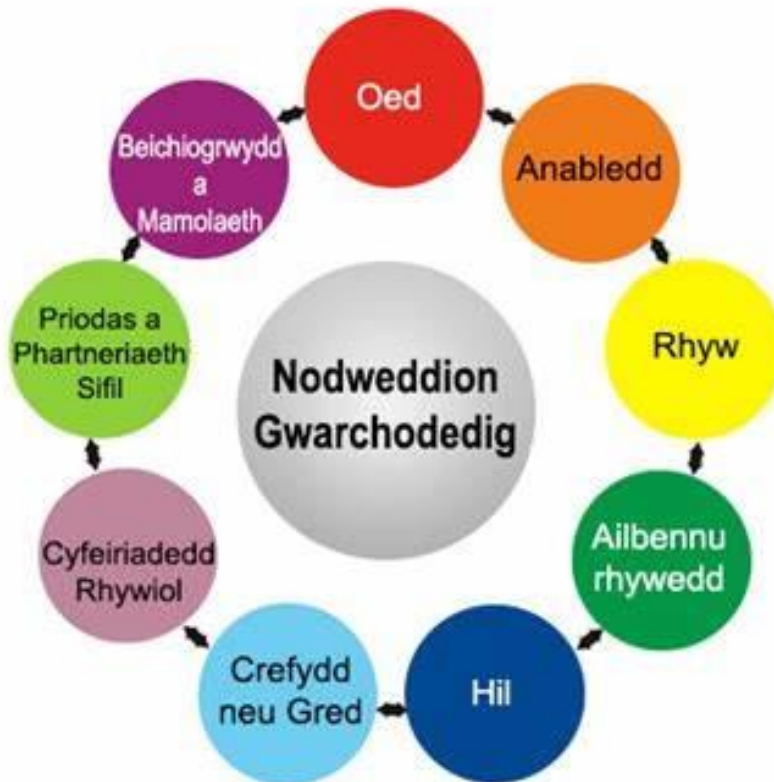 Oed
Anabledd
Rhyw
Ailbennu
rhywedd
Hil
Crefydd
neu Gred
Cyfeiriadedd
Rhywiol
Priodas a
Phartneriaeth
Sifil
Beichiogrwydd
a
Mamolaeth
Nodweddion
Gwarchodedig